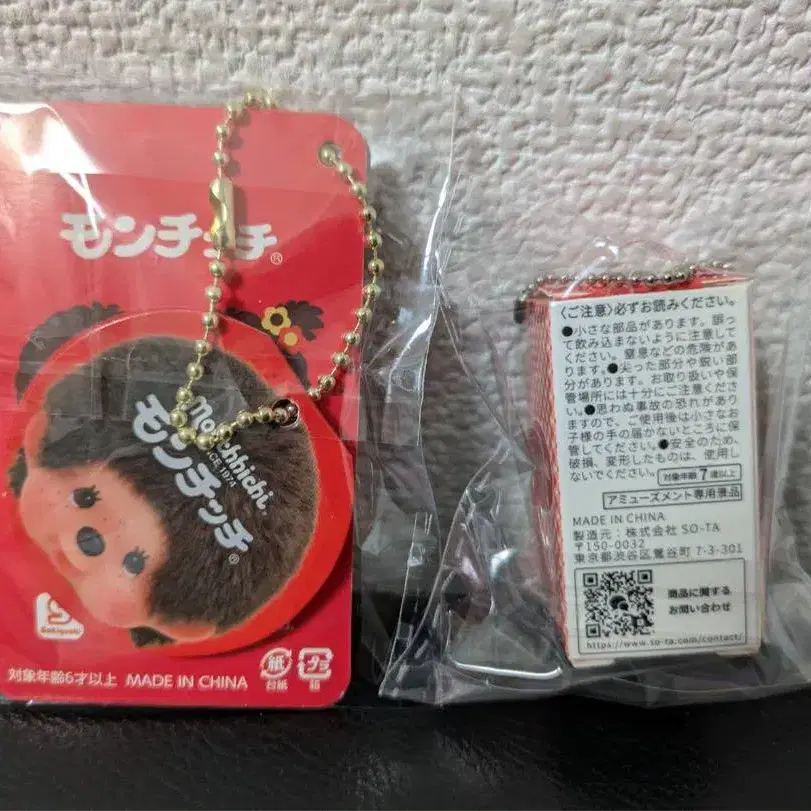 モンチッチ®
Monchhichi
SINCE 1974
モンチッチ®
Sekiguchi
対象年齢6才以上 MADE IN CHINA
紙
台紙
プラ
箱
〈ご注意〉必ずお読みください。
●小さな部品があります。誤っ
て飲み込まないように注意して
ください。窒息などの危険があ
ります。●尖った部分や鋭い部
分があります。お取り扱いや保
管場所には十分にご注意くださ
い。●思わぬ事故の恐れがあり
ますので、ご使用後は小さなお
子様の手の届かないところに保
管してください。●安全のため、
破損、変形したものは、使用し
ないでください。
対象年齢7歳以上
アミューズメント専用景品
MADE IN CHINA
製造元:株式会社 SO-TA
〒150-0032
東京都渋谷区鶯谷町 7-3-301
商品に関する
お問い合わせ
https://www.so-ta.com/contact/